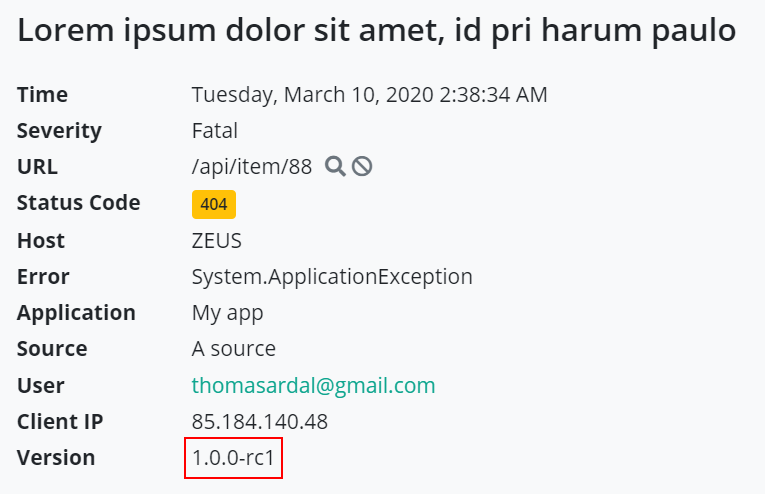 Lorem ipsum dolor sit amet, id pri harum paulo
Time Tuesday, March 10, 2020 2:38:34 AM
Severity Fatal
URL /api/item/88
Status Code 404
Host ZEUS
Error System.ApplicationException
Application My app
Source A source
User thomasardal@gmail.com
Client IP 85.184.140.48
Version 1.0.0-rc1